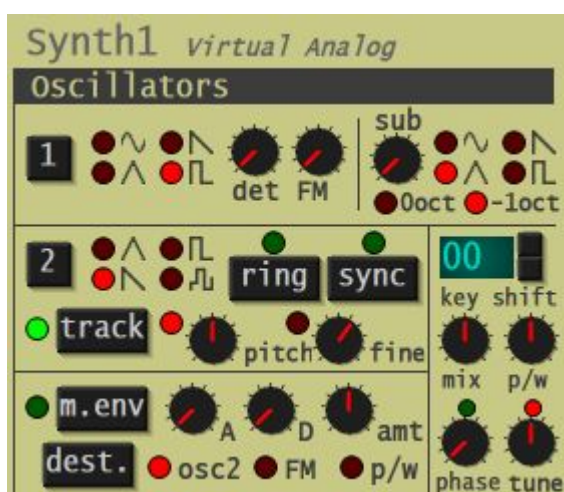 Synth1 Virtual Analog
Oscillators
1
det FM
sub
0oct -1oct
2
ring sync
track
pitch fine
00
key shift
mix p/w
m.env
A D amt
dest. osc2 FM p/w
phase tune